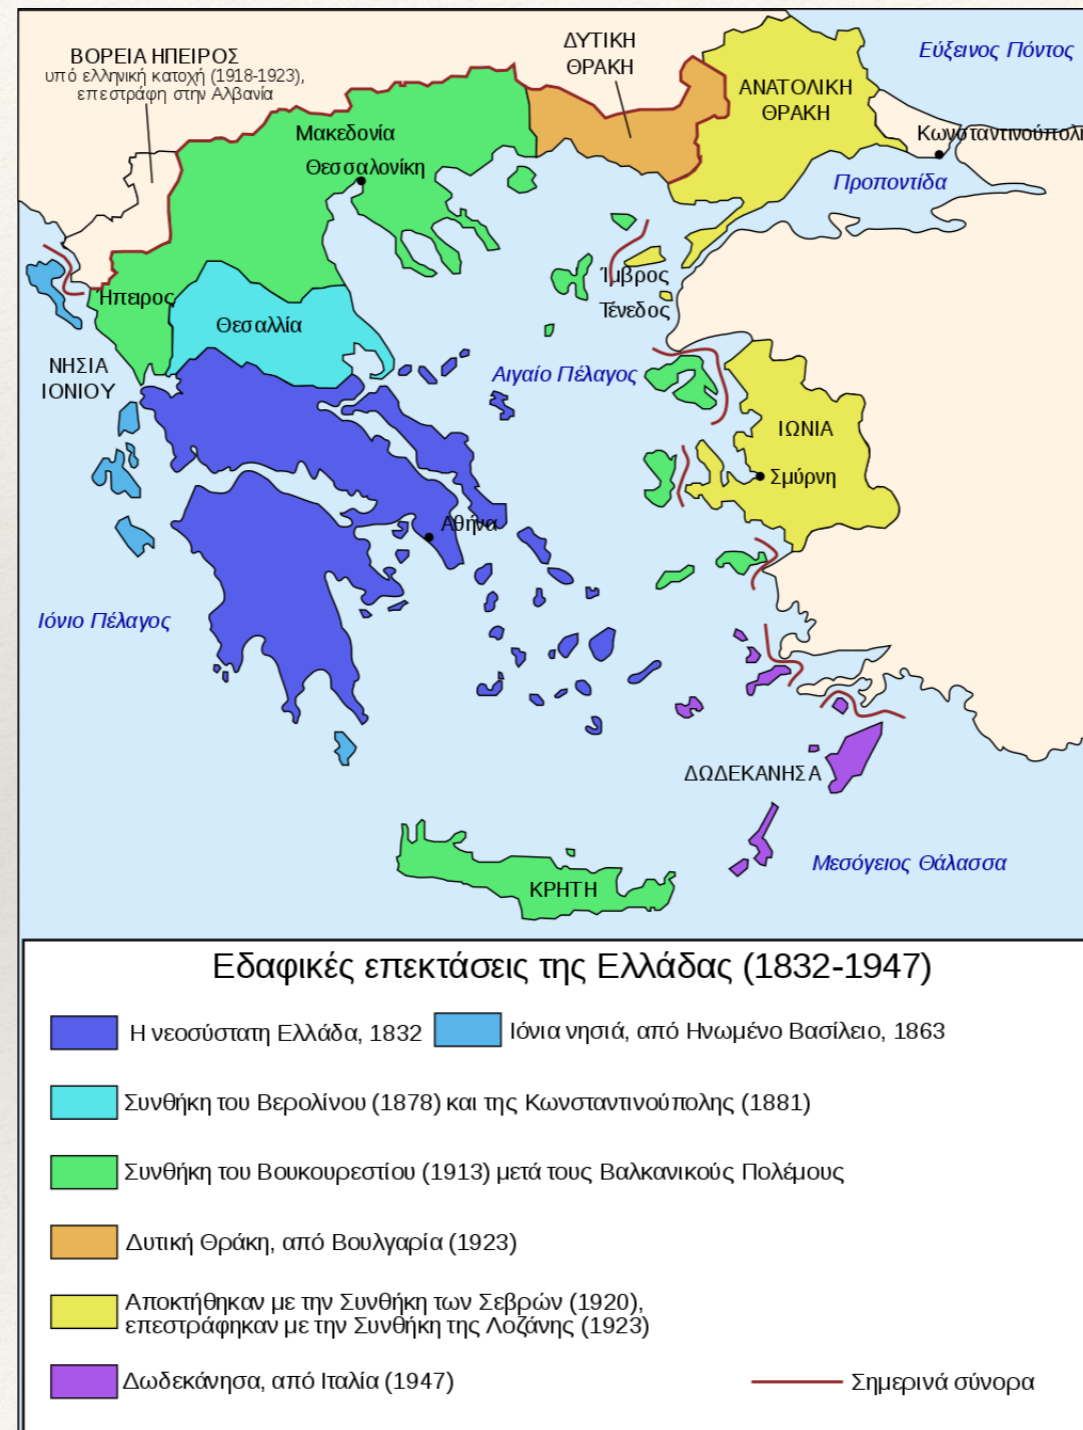 ΒΟΡΕΙΑ ΗΠΕΙΡΟΣ
υπό ελληνική κατοχή (1918-1923),
επεστράφη στην Αλβανία
ΔΥΤΙΚΗ
ΘΡΑΚΗ
Εύξεινος Πόντος
ΑΝΑΤΟΛΙΚΗ
ΘΡΑΚΗ
Μακεδονία
Κωνσταντινούπολη
Θεσσαλονίκη
Προποντίδα
Ίμβρος
Ήπειρος
Τένεδος
Θεσαλλία
ΝΗΣΙΑ
ΙΟΝΙΟΥ
Αιγαίο Πέλαγος
ΙΩΝΙΑ
Σμύρνη
Αθήνα
Ιόνιο Πέλαγος
ΔΩΔΕΚΑΝΗΣΑ
Μεσόγειος Θάλασσα
ΚΡΗΤΗ
Εδαφικές επεκτάσεις της Ελλάδας (1832-1947)
Η νεοσύστατη Ελλάδα, 1832
Ιόνια νησιά, από Ηνωμένο Βασίλειο, 1863
Συνθήκη του Βερολίνου (1878) και της Κωνσταντινούπολης (1881)
Συνθήκη του Βουκουρεστίου (1913) μετά τους Βαλκανικούς Πολέμους
Δυτική Θράκη, από Βουλγαρία (1923)
Αποκτήθηκαν με την Συνθήκη των Σεβρών (1920),
επεστράφηκαν με την Συνθήκη της Λοζάνης (1923)
Δωδεκάνησα, από Ιταλία (1947)
Σημερινά σύνορα